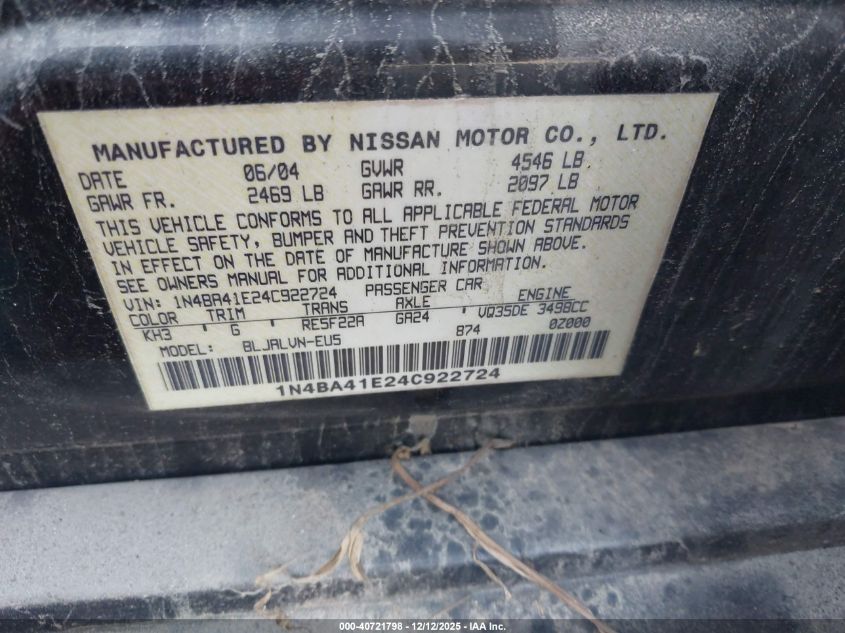 MANUFACTURED BY NISSAN MOTOR CO., LTD.
DATE 06/04 GVWR 4546 LB
GAWR FR. 2469 LB GAWR RR. 2097 LB
THIS VEHICLE CONFORMS TO ALL APPLICABLE FEDERAL MOTOR
VEHICLE SAFETY, BUMPER AND THEFT PREVENTION STANDARDS
IN EFFECT ON THE DATE OF MANUFACTURE SHOWN ABOVE.
SEE OWNERS MANUAL FOR ADDITIONAL INFORMATION.
VIN: 1N4BA41E24C922724 PASSENGER CAR
COLOR TRIM TRANS AXLE ENGINE
KH3 G RE5F22A GA24 VQ35DE 3498CC
MODEL: BLJALVN-EU5 B74 0Z000
1N4BA41E24C922724
000-40721798 - 12/12/2025 - IAA Inc.